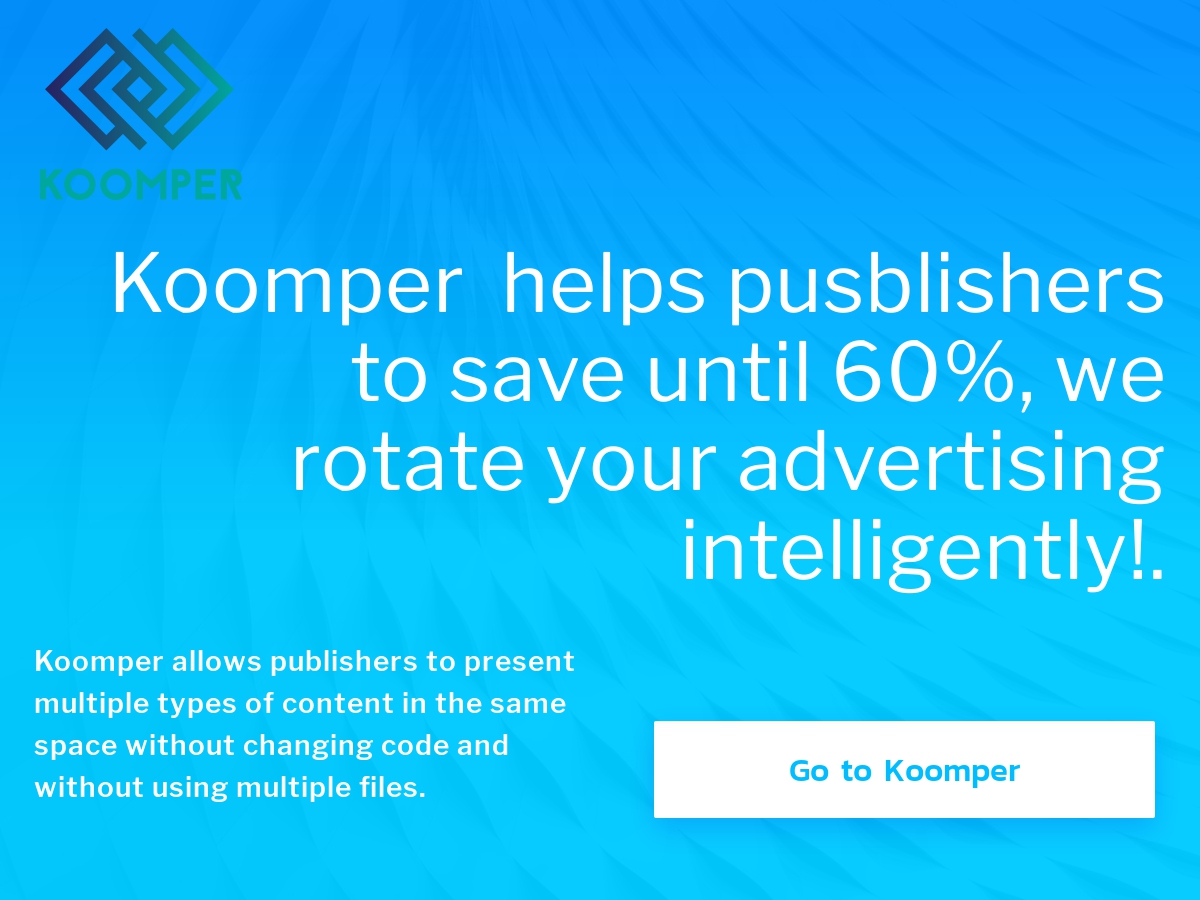 KOOMPER
Koomper  helps pusblishers
to save until 60%, we
rotate your advertising
intelligently!.
Koomper allows publishers to present
multiple types of content in the same
space without changing code and
without using multiple files.
Go to Koomper